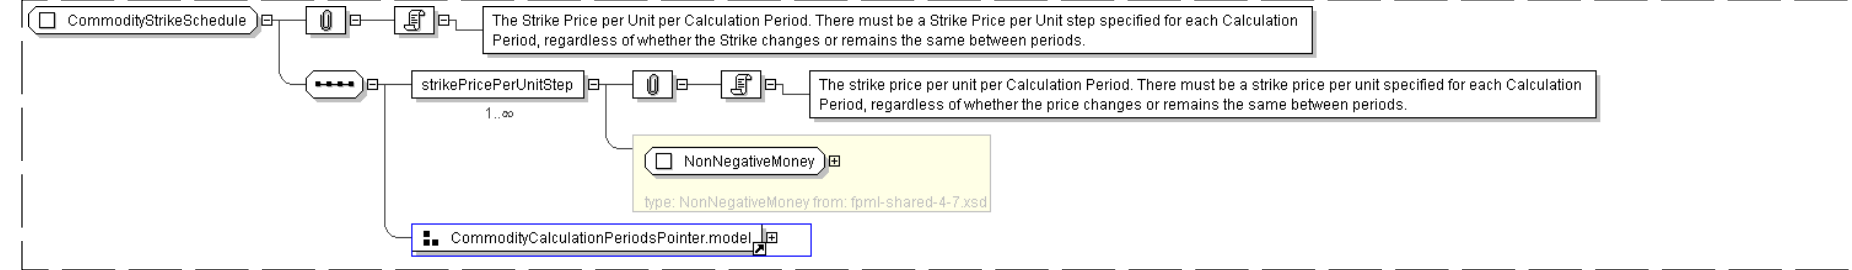 CommodityStrikeSchedule
The Strike Price per Unit per Calculation Period. There must be a Strike Price per Unit step specified for each Calculation
Period, regardless of whether the Strike changes or remains the same between periods.
strikePricePerUnitStep
1..∞
The strike price per unit per Calculation Period. There must be a strike price per unit specified for each Calculation
Period, regardless of whether the price changes or remains the same between periods.
NonNegativeMoney
type: NonNegativeMoney from: fpml-shared-4-7.xsd
CommodityCalculationPeriodsPointer.model